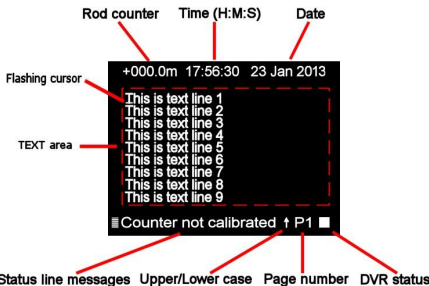 Rod counter Time (H:M:S) Date
+000.0m 17:56:30 23 Jan 2013
Flashing cursor
This is text line 1
This is text line 2
This is text line 3
This is text line 4
TEXT area
This is text line 5
This is text line 6
This is text line 7
This is text line 8
This is text line 9
Counter not calibrated ↑ P1
Status line messages Upper/Lower case Page number DVR status